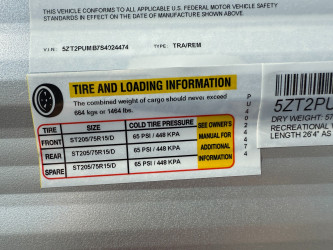 THIS VEHICLE CONFORMS TO ALL APPLICABLE U.S. FEDERAL MOTOR VEHICLE SAFETY
STANDARDS IN EFFECT ON THE DATE OF MANUFACTURE SHOWN ABOVE.
V.I.N.: 5ZT2PUMB7S4024474 TYPE: TRA/REM
TIRE AND LOADING INFORMATION
The combined weight of cargo should never exceed
664 kgs or 1464 lbs.
TIRE SIZE COLD TIRE PRESSURE SEE OWNER'S
MANUAL FOR
ADDITIONAL
INFORMATION
FRONT ST205/75R15/D 65 PSI / 448 KPA
REAR ST205/75R15/D 65 PSI / 448 KPA
SPARE ST205/75R15/D 65 PSI / 448 KPA
PU4024474
5ZT2PU
DRY WEIGHT: 57
RECREATIONAL
LENGTH 26'4" AS